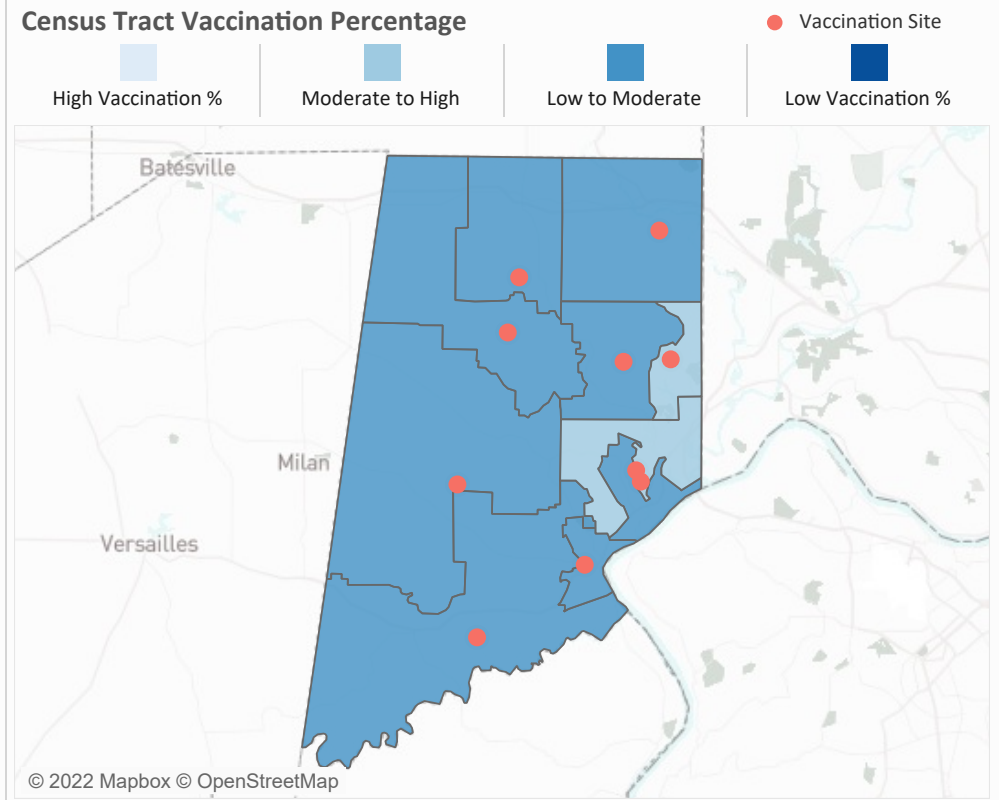 Census Tract Vaccination Percentage
Vaccination Site
High Vaccination %
Moderate to High
Low to Moderate
Low Vaccination %
Batesville
Milan
Versailles
© 2022 Mapbox © OpenStreetMap